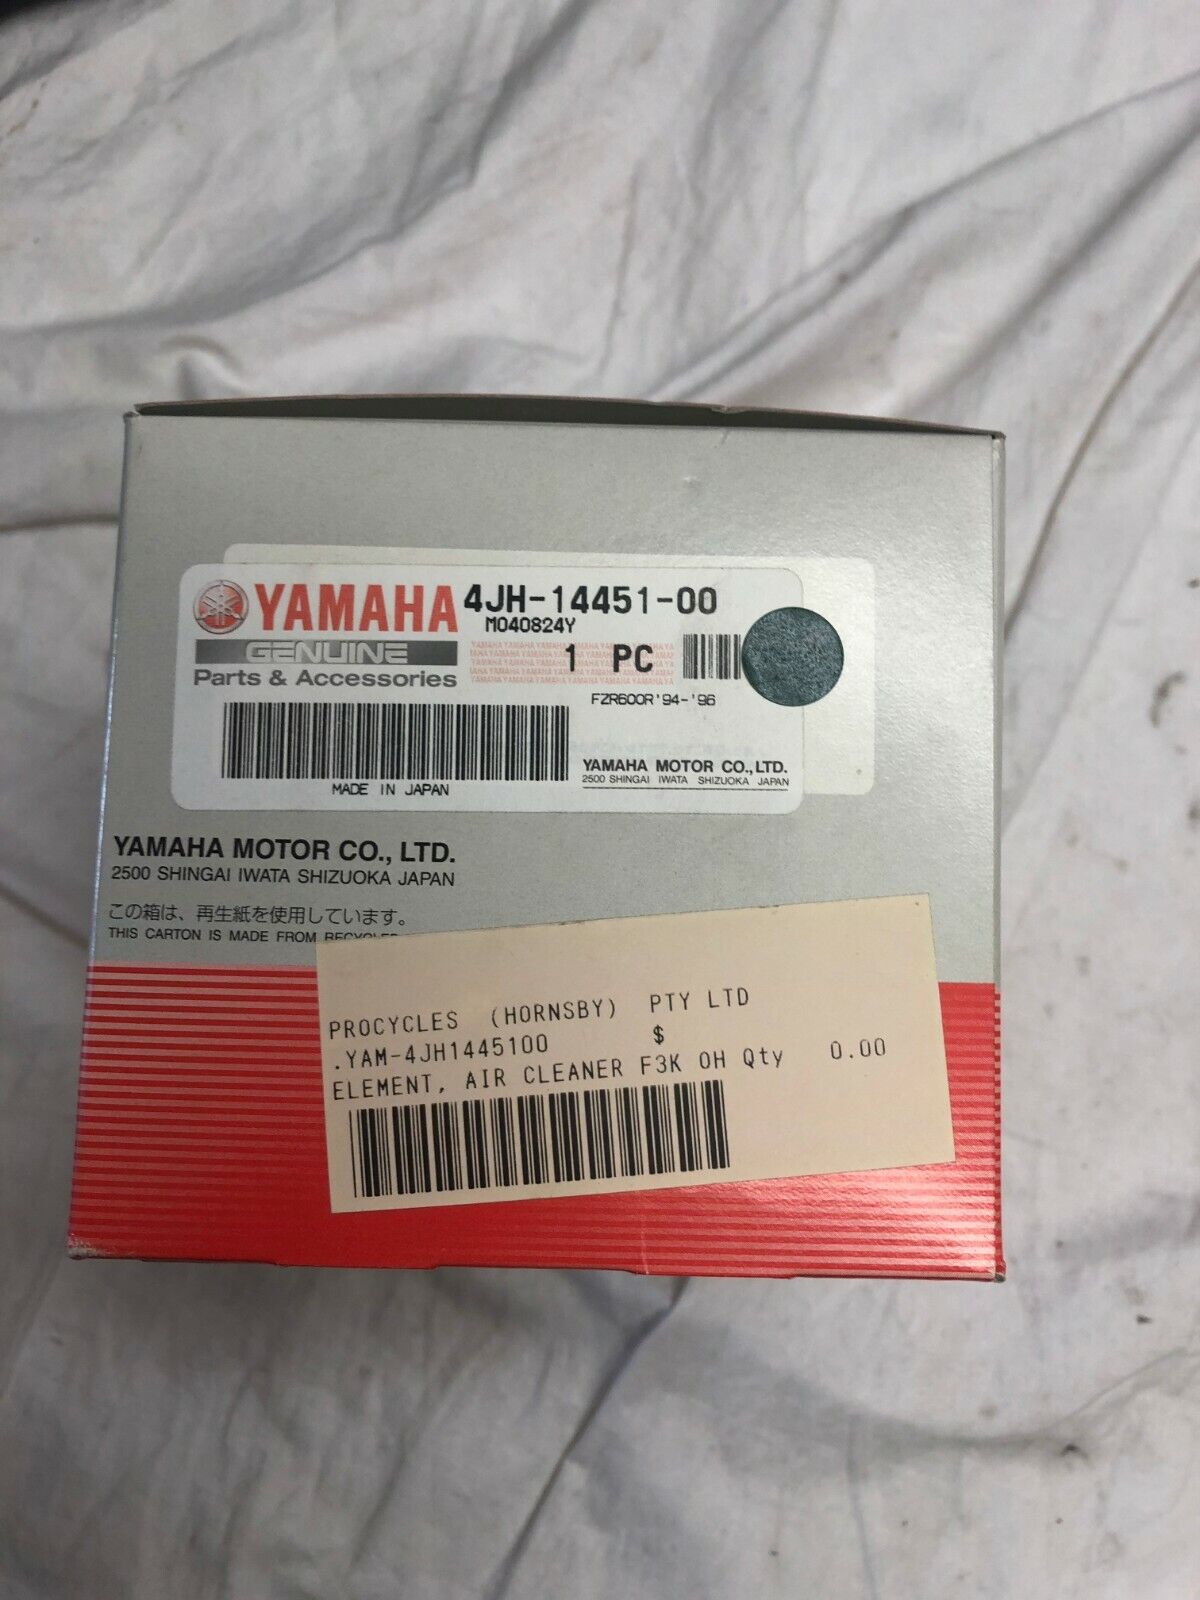 YAMAHA 4JH-14451-00
M040824Y
GENUINE
1 PC
Parts & Accessories
FZR600R'94-'96
YAMAHA MOTOR CO.,LTD.
2500 SHINGAI IWATA SHIZUOKA JAPAN
MADE IN JAPAN
YAMAHA MOTOR CO., LTD.
2500 SHINGAI IWATA SHIZUOKA JAPAN
この箱は、再生紙を使用しています。
THIS CARTON IS MADE FROM RECYCLED
PROCYCLES (HORNSBY) PTY LTD
.YAM-4JH1445100 $
ELEMENT, AIR CLEANER F3K OH Qty 0.00